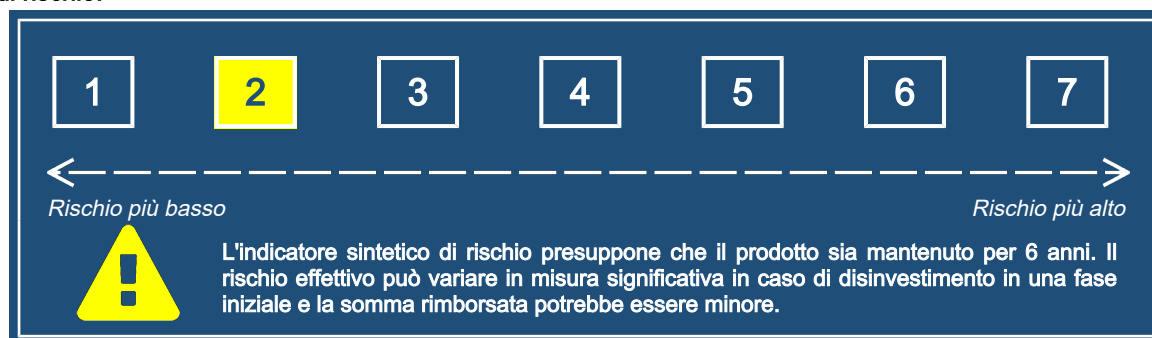 1 2 3 4 5 6 7
Rischio più basso Rischio più alto
L'indicatore sintetico di rischio presuppone che il prodotto sia mantenuto per 6 anni. Il
rischio effettivo può variare in misura significativa in caso di disinvestimento in una fase
iniziale e la somma rimborsata potrebbe essere minore.